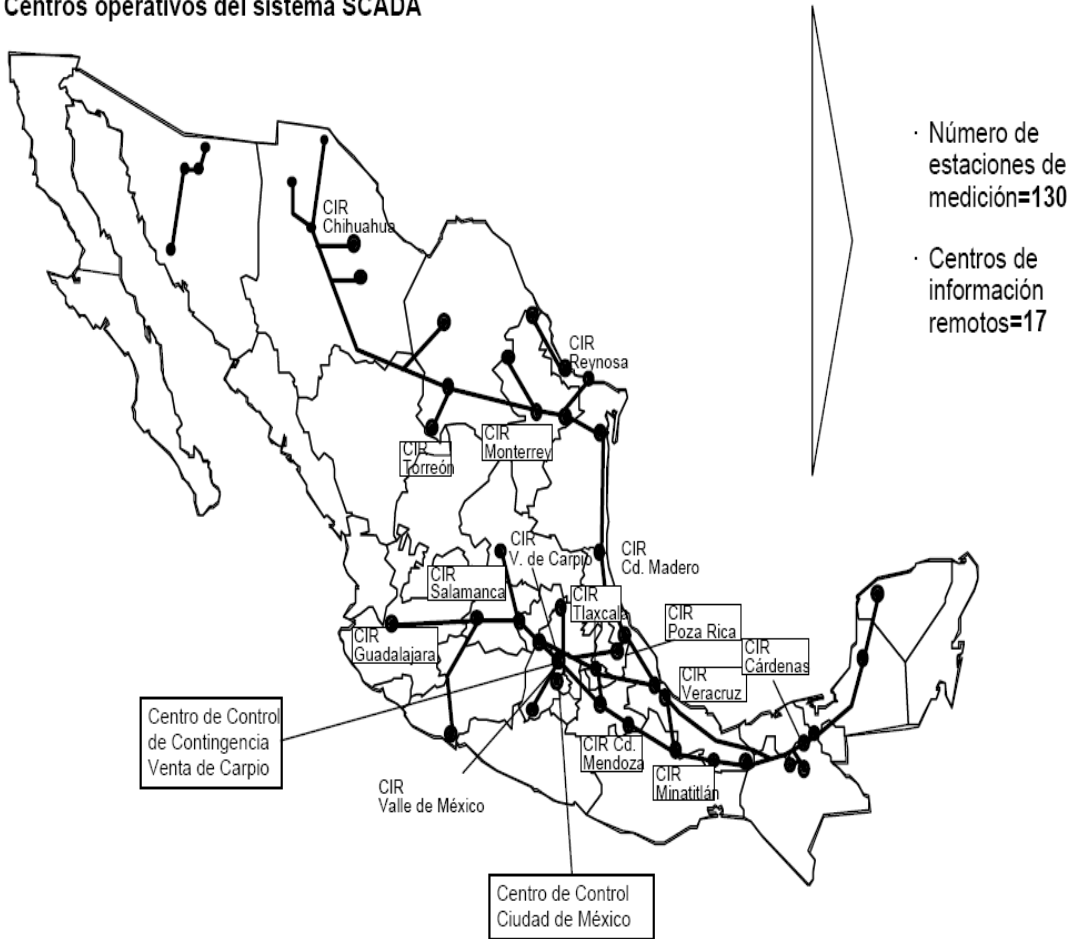 Centros operativos del sistema SCADA
· Número de
estaciones de
medición=130
· Centros de
información
remotos=17
CIR
Chihuahua
CIR
Reynosa
CIR
Torreón
CIR
Monterrey
CIR
V. de Carpio
CIR
Cd. Madero
CIR
Salamanca
CIR
Tlaxcala
CIR
Poza Rica
CIR
Guadalajara
CIR
Cárdenas
CIR
Veracruz
Centro de Control
de Contingencia
Venta de Carpio
CIR Cd.
Mendoza
CIR
Minatitlán
CIR
Valle de México
Centro de Control
Ciudad de México